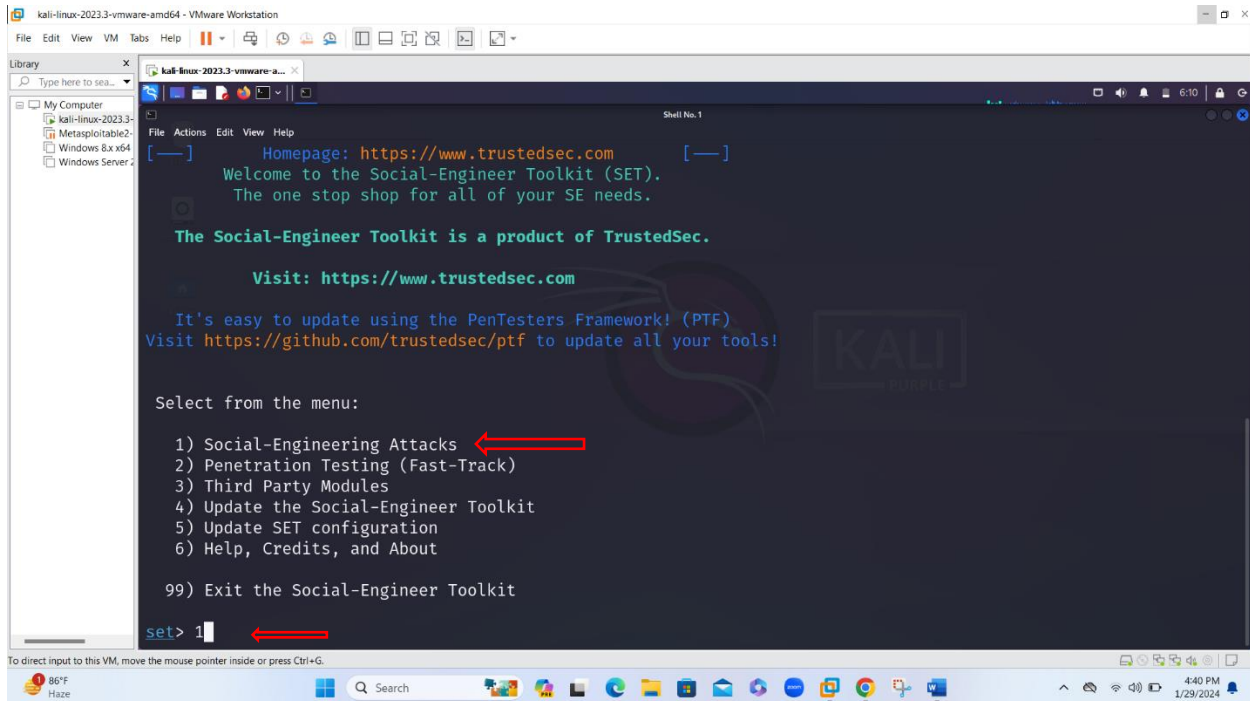 kali-linux-2023.3-vmware-amd64 - VMware Workstation
File Edit View VM Tabs Help
Library X
kali-linux-2023.3-vmware-a... ×
Type here to sea...
My Computer
kali-linux-2023.3-
Metasploitable2-
Windows 8.x x64
Windows Server 2
6:10
Shell No. 1
File Actions Edit View Help
[---] Homepage: https://www.trustedsec.com [---]
Welcome to the Social-Engineer Toolkit (SET).
The one stop shop for all of your SE needs.
The Social-Engineer Toolkit is a product of TrustedSec.
Visit: https://www.trustedsec.com
It's easy to update using the PenTesters Framework! (PTF)
Visit https://github.com/trustedsec/ptf to update all your tools!
KALI
PURPLE
Select from the menu:
1) Social-Engineering Attacks
2) Penetration Testing (Fast-Track)
3) Third Party Modules
4) Update the Social-Engineer Toolkit
5) Update SET configuration
6) Help, Credits, and About
99) Exit the Social-Engineer Toolkit
set> 1
To direct input to this VM, move the mouse pointer inside or press Ctrl+G.
1
86°F
Haze
Search
4:40 PM
1/29/2024